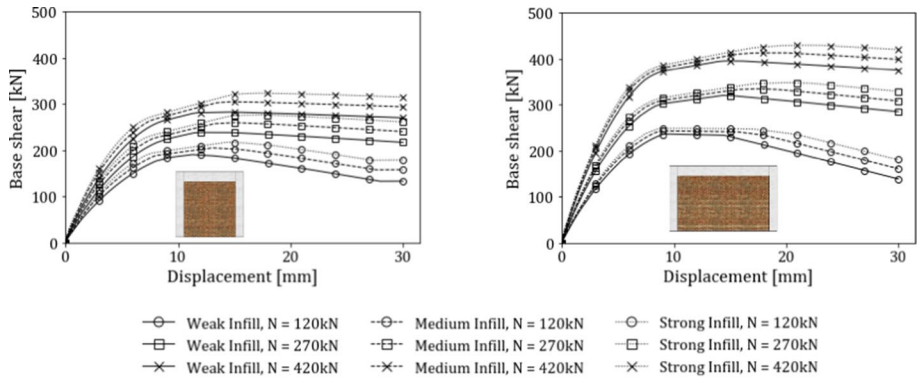 500
400
300
200
100
0
Base shear [kN]
0 10 20 30
Displacement [mm]
500
400
300
200
100
0
Base shear [kN]
0 10 20 30
Displacement [mm]
Weak Infill, N = 120kN Medium Infill, N = 120kN Strong Infill, N = 120kN
Weak Infill, N = 270kN Medium Infill, N = 270kN Strong Infill, N = 270kN
Weak Infill, N = 420kN Medium Infill, N = 420kN Strong Infill, N = 420kN